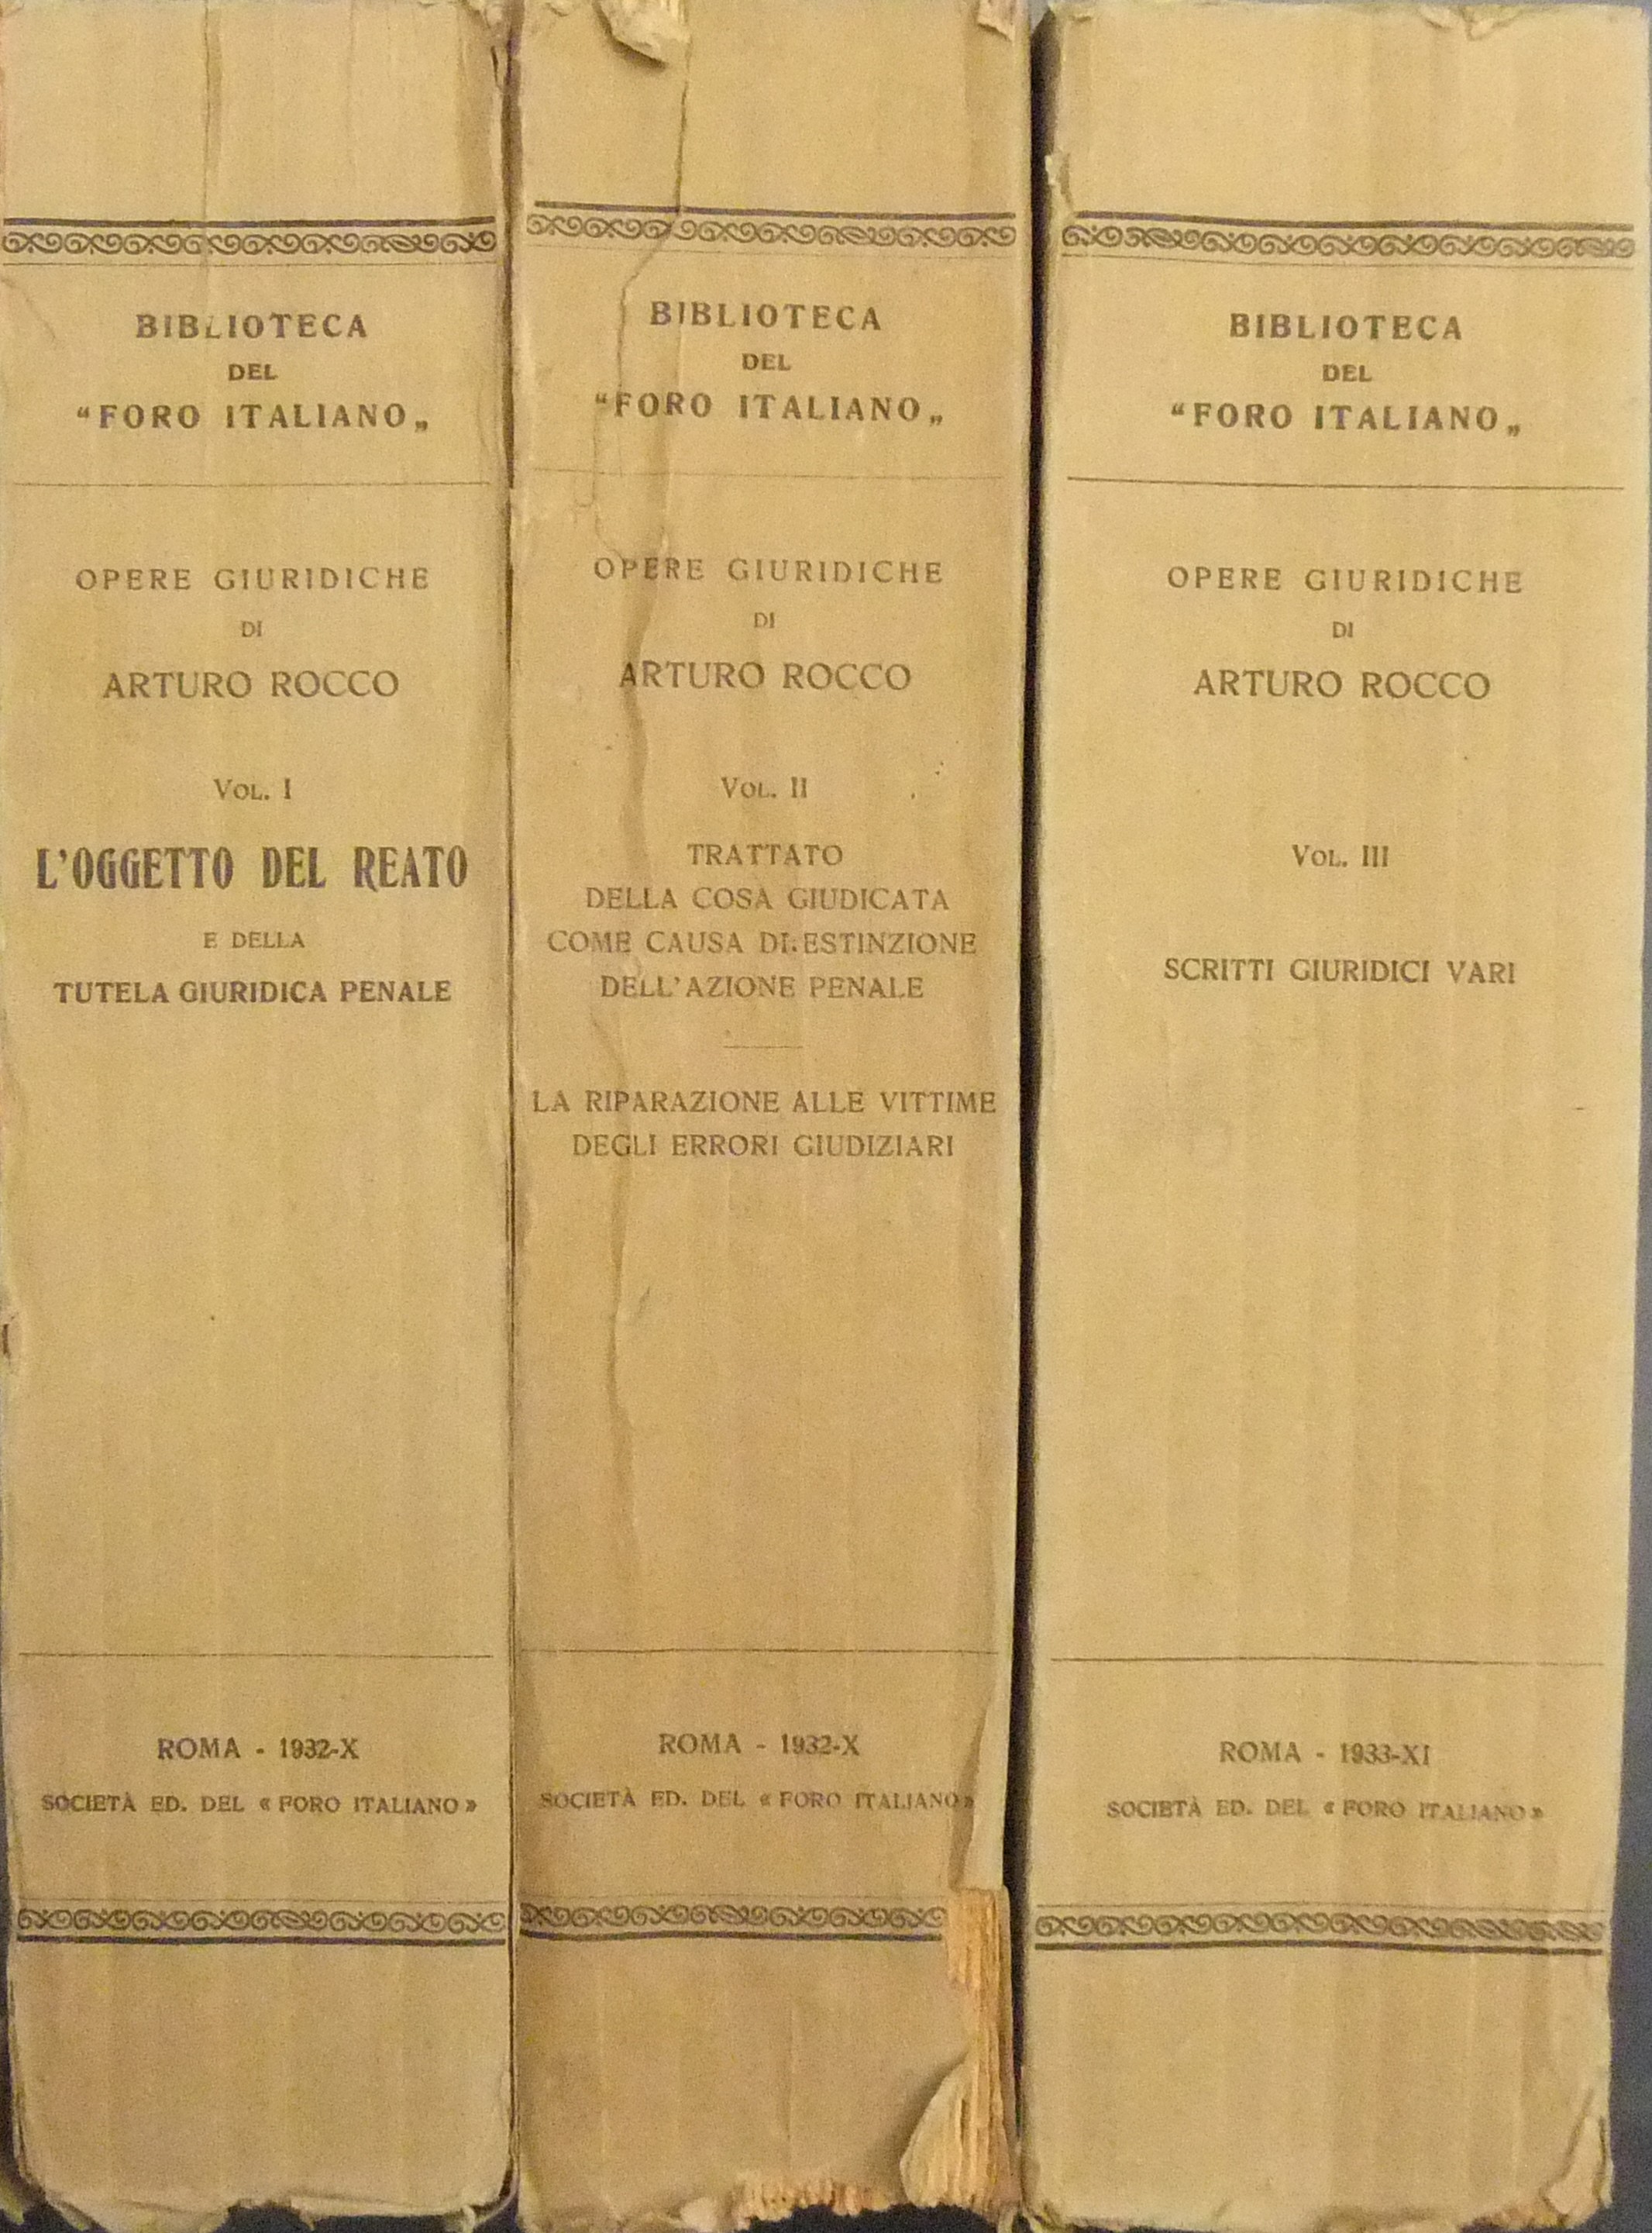 BIBLIOTECA
DEL
“FORO ITALIANO„
OPERE GIURIDICHE
DI
ARTURO ROCCO
VOL. I
L'OGGETTO DEL REATO
E DELLA
TUTELA GIURIDICA PENALE
ROMA - 1932-X
SOCIETÀ ED. DEL « FORO ITALIANO »
BIBLIOTECA
DEL
“FORO ITALIANO„
OPERE GIURIDICHE
DI
ARTURO ROCCO
VOL. II
TRATTATO
DELLA COSA GIUDICATA
COME CAUSA DI ESTINZIONE
DELL'AZIONE PENALE
LA RIPARAZIONE ALLE VITTIME
DEGLI ERRORI GIUDIZIARI
ROMA - 1932-X
SOCIETÀ ED. DEL « FORO ITALIANO »
BIBLIOTECA
DEL
“FORO ITALIANO„
OPERE GIURIDICHE
DI
ARTURO ROCCO
VOL. III
SCRITTI GIURIDICI VARI
ROMA - 1933-XI
SOCIETÀ ED. DEL « FORO ITALIANO »